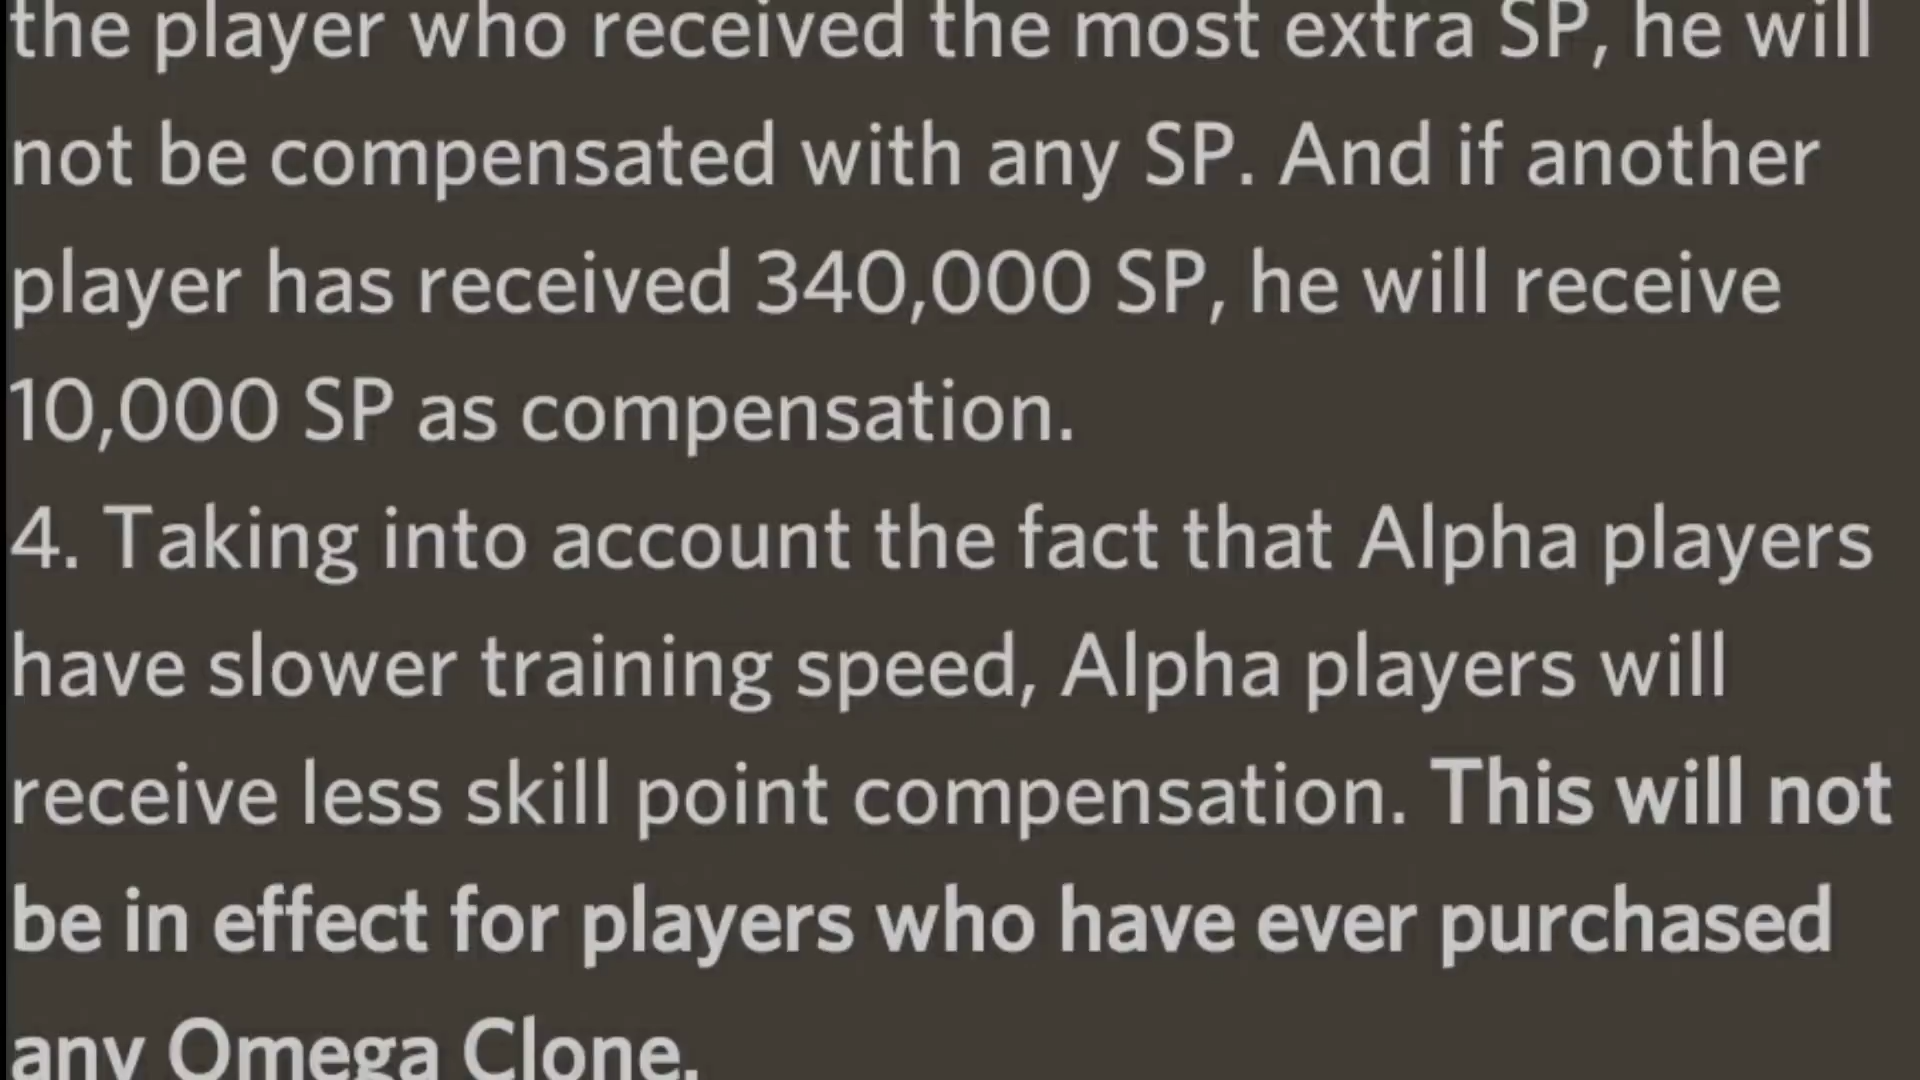 the player who received the most extra SP, he will
not be compensated with any SP. And if another
player has received 340,000 SP, he will receive
10,000 SP as compensation.
4. Taking into account the fact that Alpha players
have slower training speed, Alpha players will
receive less skill point compensation. This will not
be in effect for players who have ever purchased
any Omega Clone.